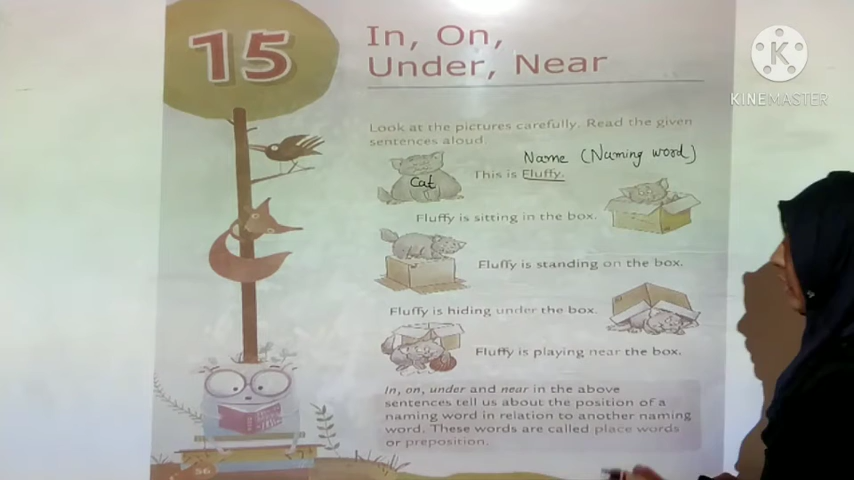 15
In, On,
Under, Near
K
KINEMASTER
Look at the pictures carefully. Read the given
sentences aloud.
Name (Naming word)
Cat
This is Fluffy.
Fluffy is sitting in the box.
Fluffy is standing on the box.
Fluffy is hiding under the box.
Fluffy is playing near the box.
In, on, under and near in the above
sentences tell us about the position of a
naming word in relation to another naming
word. These words are called place words
or preposition.
56